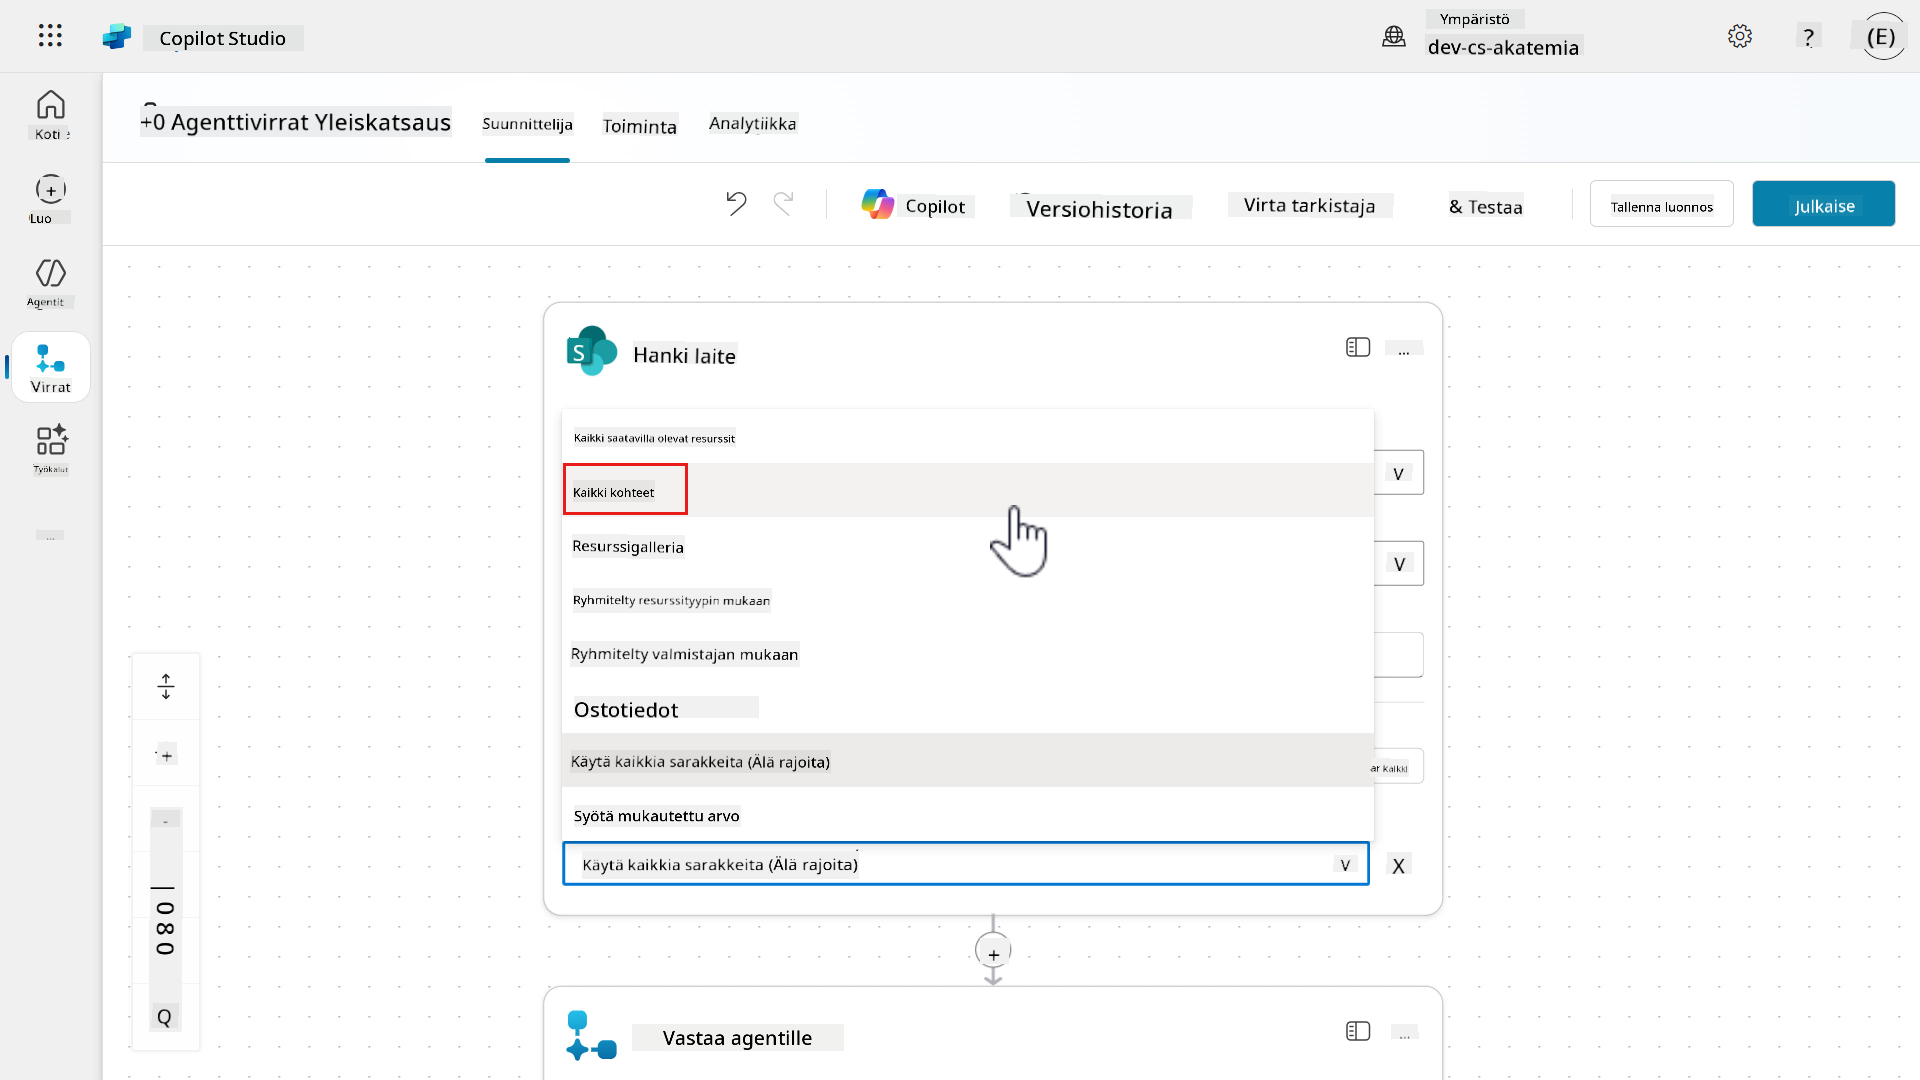 Copilot Studio
Ympäristö
dev-cs-akatemia
?
(E)
Koti
+0 Agenttivirrat Yleiskatsaus
Suunnittelija
Toiminta
Analytiikka
Luo
Copilot
Versiohistoria
Virta tarkistaja
& Testaa
Tallenna luonnos
Julkaise
Agentit
Virrat
Työkalut
...
S
Hanki laite
...
Kaikki saatavilla olevat resurssit
Kaikki kohteet
V
Resurssigalleria
V
Ryhmitelty resurssityypin mukaan
Ryhmitelty valmistajan mukaan
Ostotiedot
Käytä kaikkia sarakkeita (Älä rajoita)
ar kaikki
Syötä mukautettu arvo
Käytä kaikkia sarakkeita (Älä rajoita)
V
X
+
-
080
Q
+
Vastaa agentille
...